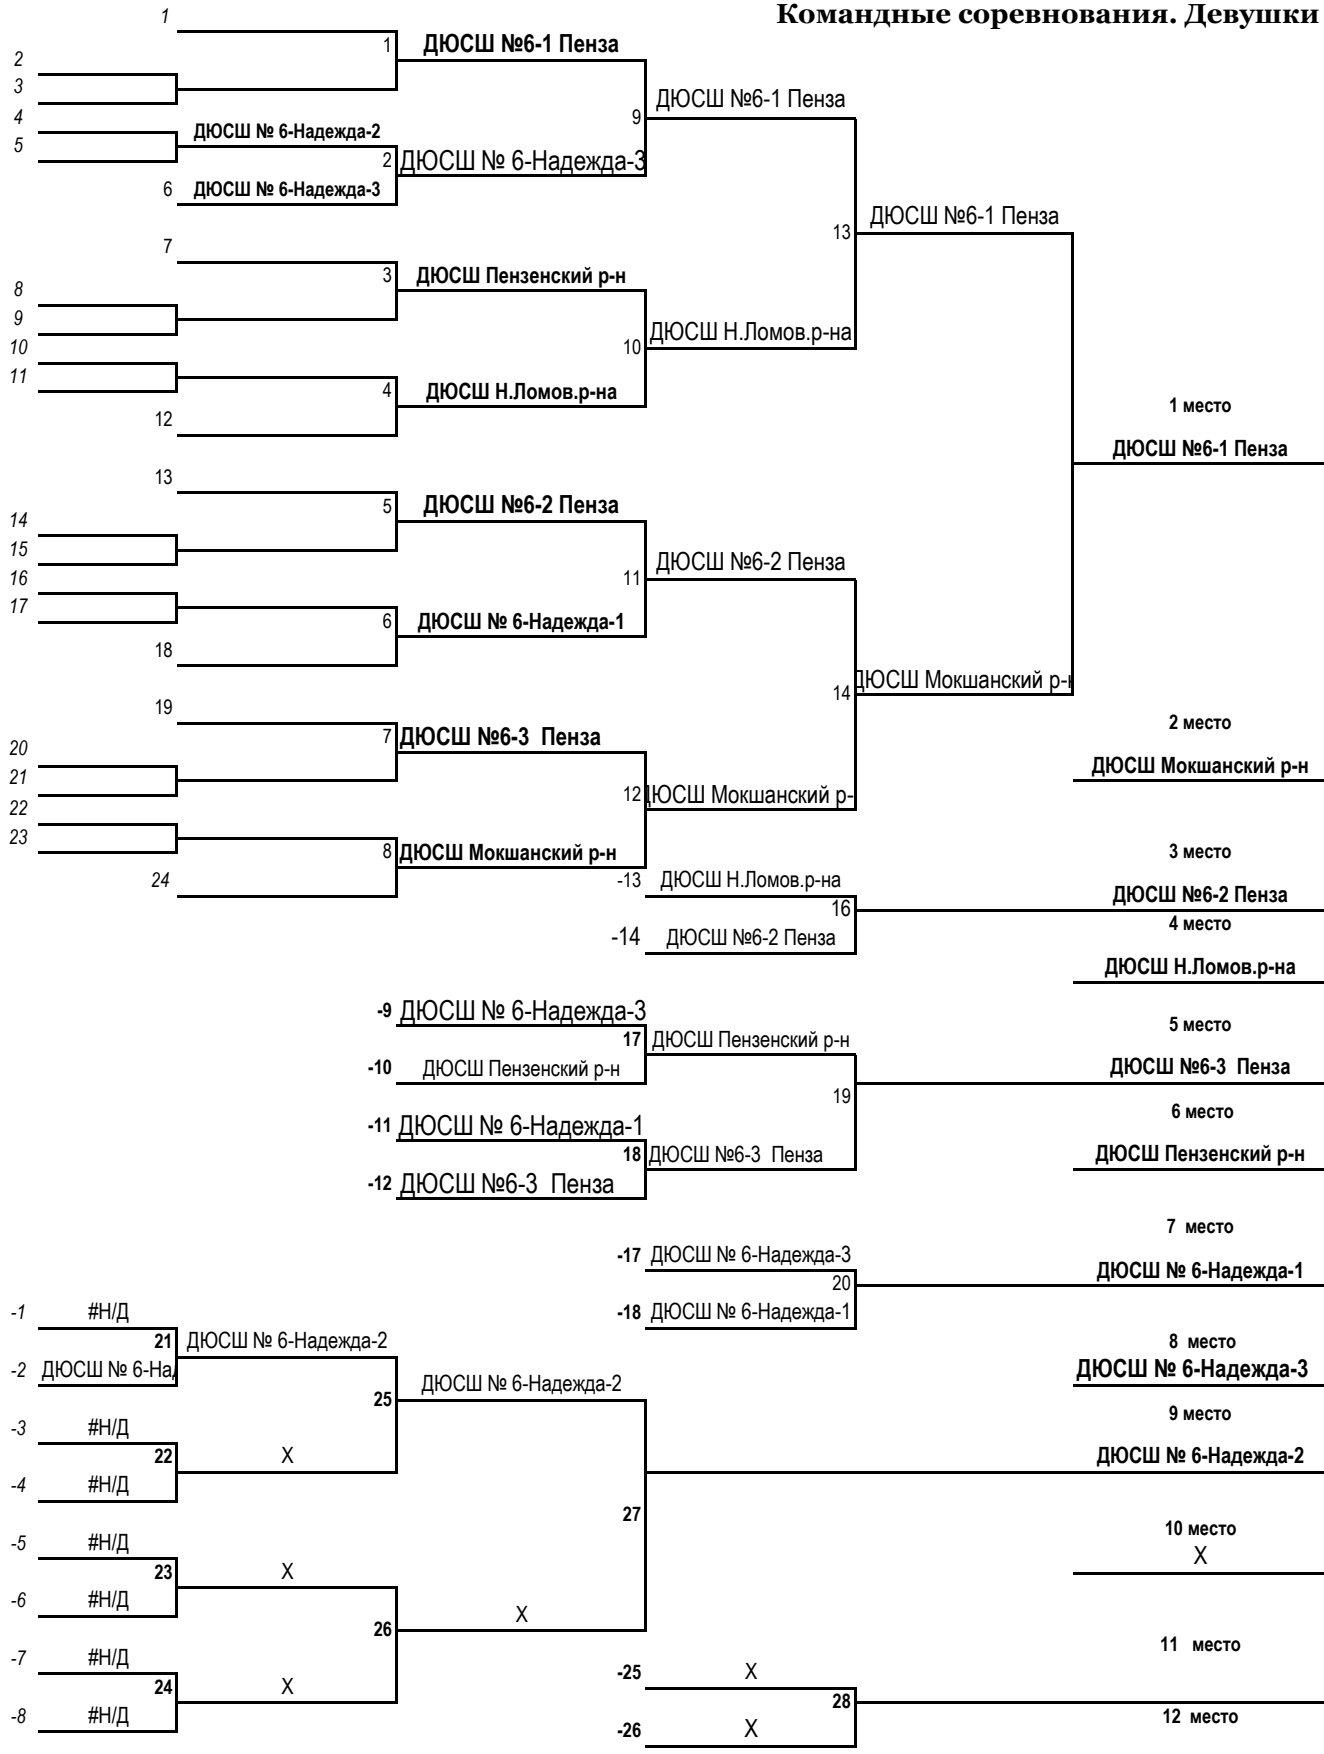 Командные соревнования. Девушки
1
1 ДЮСШ №6-1 Пенза
2
3
ДЮСШ №6-1 Пенза
4
9
5 ДЮСШ № 6-Надежда-2
2 ДЮСШ № 6-Надежда-3
6 ДЮСШ № 6-Надежда-3
ДЮСШ №6-1 Пенза
13
7
3 ДЮСШ Пензенский р-н
8
9
10 ДЮСШ Н.Ломов.р-на
10
11
4 ДЮСШ Н.Ломов.р-на
1 место
12
ДЮСШ №6-1 Пенза
13
5 ДЮСШ №6-2 Пенза
14
15
ДЮСШ №6-2 Пенза
16
11
17
6 ДЮСШ № 6-Надежда-1
18
14 ДЮСШ Мокшанский р-н
19
2 место
7 ДЮСШ №6-3 Пенза
20
ДЮСШ Мокшанский р-н
21
12 ДЮСШ Мокшанский р-
22
23
8 ДЮСШ Мокшанский р-н
3 место
24
-13 ДЮСШ Н.Ломов.р-на
ДЮСШ №6-2 Пенза
16
4 место
-14 ДЮСШ №6-2 Пенза
ДЮСШ Н.Ломов.р-на
-9 ДЮСШ № 6-Надежда-3
5 место
17 ДЮСШ Пензенский р-н
-10 ДЮСШ Пензенский р-н
ДЮСШ №6-3 Пенза
19
6 место
-11 ДЮСШ № 6-Надежда-1
18 ДЮСШ №6-3 Пенза
ДЮСШ Пензенский р-н
-12 ДЮСШ №6-3 Пенза
7 место
-17 ДЮСШ № 6-Надежда-3
ДЮСШ № 6-Надежда-1
20
-1 #Н/Д
-18 ДЮСШ № 6-Надежда-1
21 ДЮСШ № 6-Надежда-2
8 место
-2 ДЮСШ № 6-Над
ДЮСШ № 6-Надежда-3
ДЮСШ № 6-Надежда-2
25
9 место
-3 #Н/Д
22 Х
ДЮСШ № 6-Надежда-2
-4 #Н/Д
27
10 место
-5 #Н/Д
Х
23 Х
-6 #Н/Д
Х
26
11 место
-7 #Н/Д
-25 Х
24 Х
28
-8 #Н/Д
12 место
-26 Х